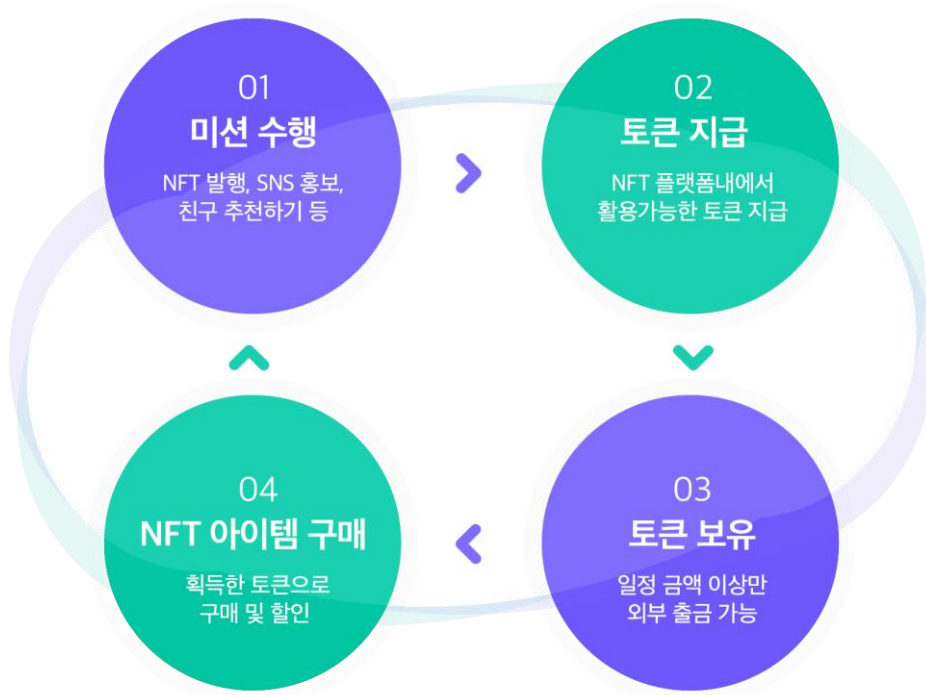 01
미션 수행
NFT 발행, SNS 홍보,
친구 추천하기 등
02
토큰 지급
NFT 플랫폼내에서
활용가능한 토큰 지급
03
토큰 보유
일정 금액 이상만
외부 출금 가능
04
NFT 아이템 구매
획득한 토큰으로
구매 및 할인